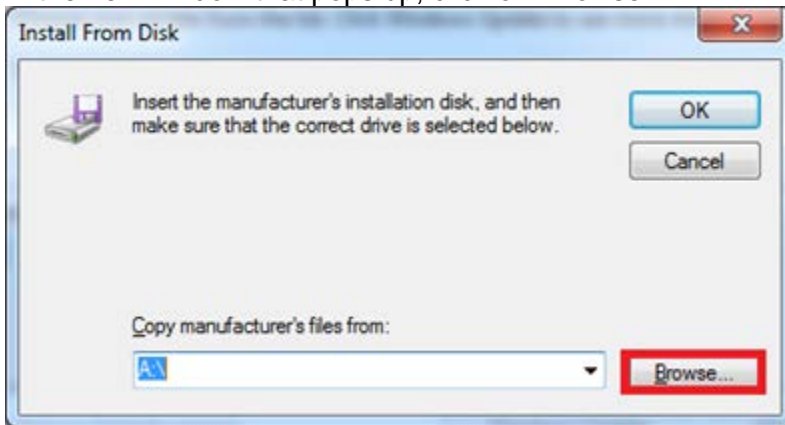 Install From Disk
Insert the manufacturer's installation disk, and then
make sure that the correct drive is selected below.
OK
Cancel
Copy manufacturer's files from:
A:\
Browse...